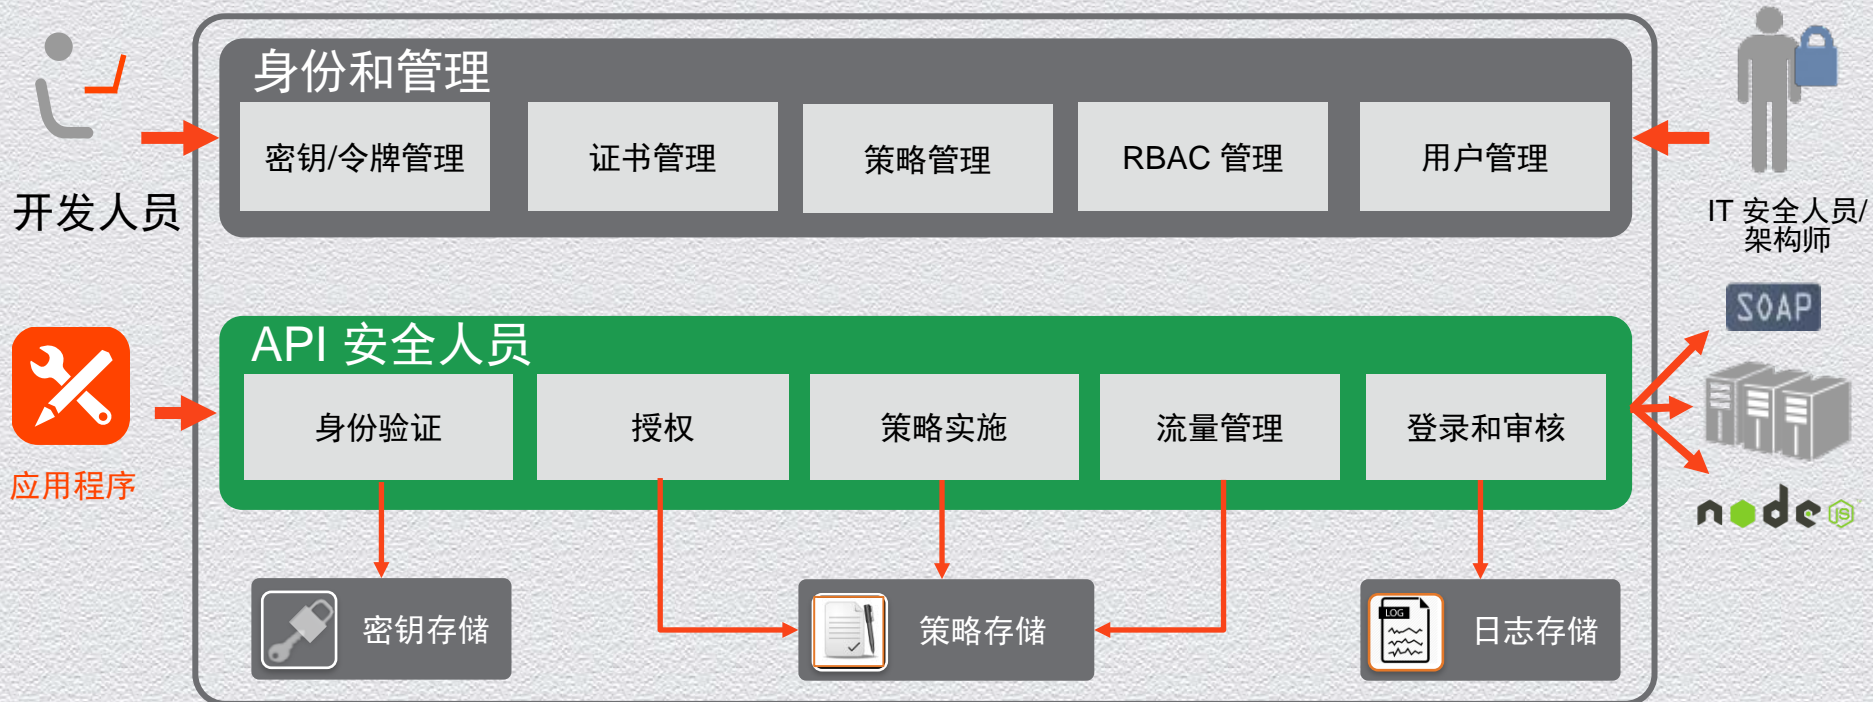 身份和管理
密钥/令牌管理
证书管理
策略管理
RBAC 管理
用户管理
开发人员
IT 安全人员/
架构师
SOAP
API 安全人员
身份验证
授权
策略实施
流量管理
登录和审核
应用程序
node
JS
密钥存储
策略存储
LOG
日志存储